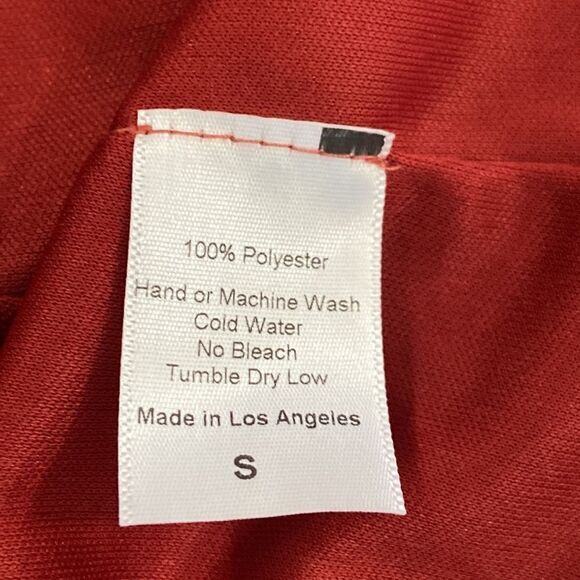 100% Polyester
Hand or Machine Wash
Cold Water
No Bleach
Tumble Dry Low
Made in Los Angeles
S